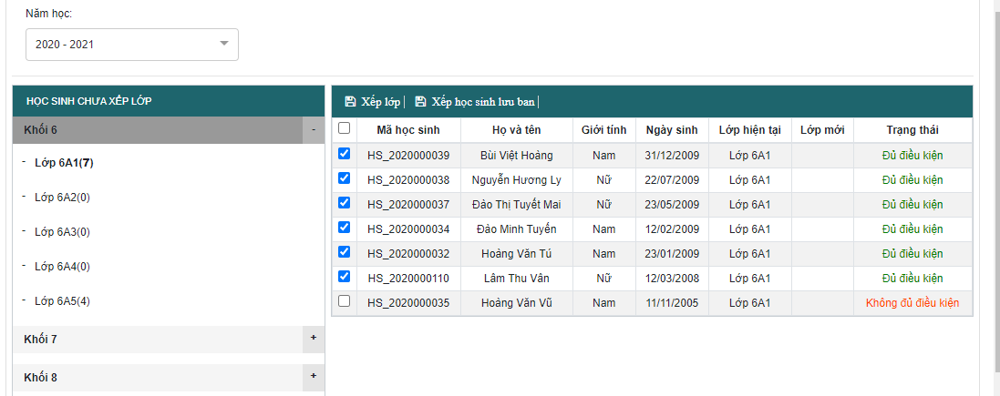 Năm học:
2020 - 2021
HỌC SINH CHƯA XẾP LỚP
Khối 6 -
- Lớp 6A1(7)
- Lớp 6A2(0)
- Lớp 6A3(0)
- Lớp 6A4(0)
- Lớp 6A5(4)
Khối 7 +
Khối 8 +
Xếp lớp | Xếp học sinh lưu ban |
Mã học sinh Họ và tên Giới tính Ngày sinh Lớp hiện tại Lớp mới Trạng thái
HS_2020000039 Bùi Việt Hoàng Nam 31/12/2009 Lớp 6A1 Đủ điều kiện
HS_2020000038 Nguyễn Hương Ly Nữ 22/07/2009 Lớp 6A1 Đủ điều kiện
HS_2020000037 Đào Thị Tuyết Mai Nữ 23/05/2009 Lớp 6A1 Đủ điều kiện
HS_2020000034 Đào Minh Tuyến Nam 12/02/2009 Lớp 6A1 Đủ điều kiện
HS_2020000032 Hoàng Văn Tú Nam 23/01/2009 Lớp 6A1 Đủ điều kiện
HS_2020000110 Lâm Thu Vân Nữ 12/03/2008 Lớp 6A1 Đủ điều kiện
HS_2020000035 Hoàng Văn Vũ Nam 11/11/2005 Lớp 6A1 Không đủ điều kiện